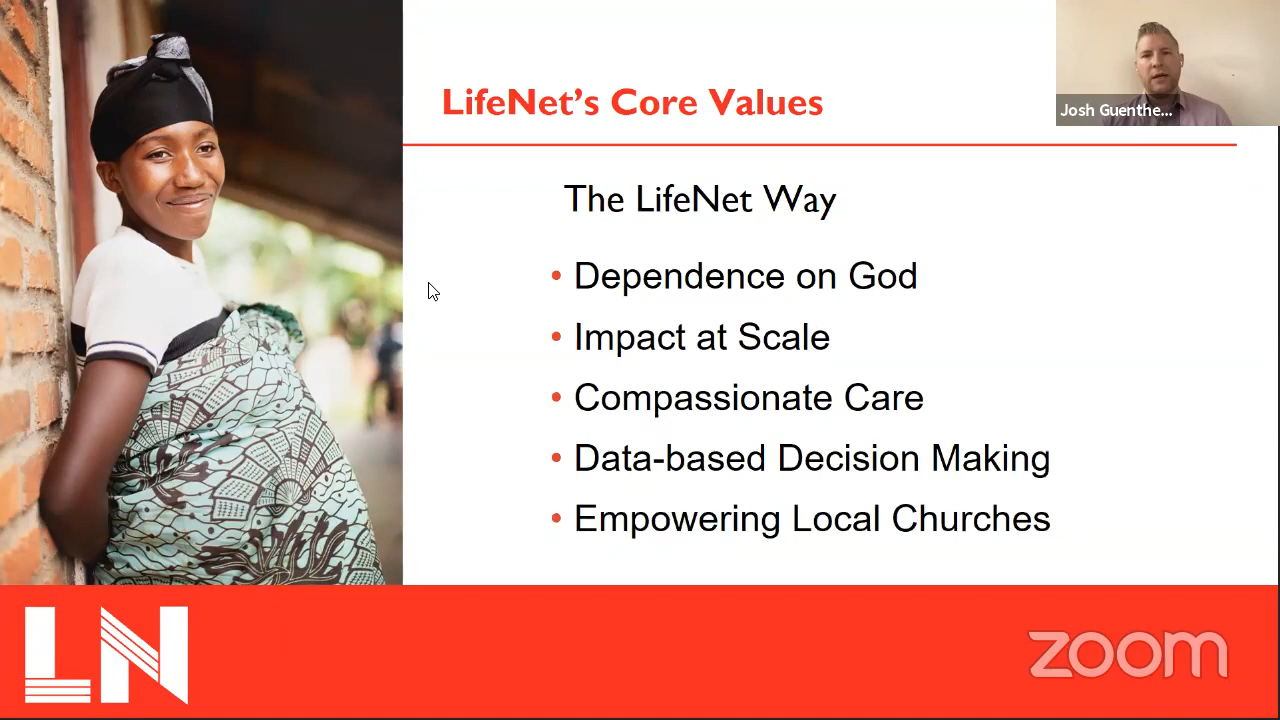 LifeNet's Core Values
Josh Guenthe...
The LifeNet Way
• Dependence on God
• Impact at Scale
• Compassionate Care
• Data-based Decision Making
• Empowering Local Churches
LN
zoom